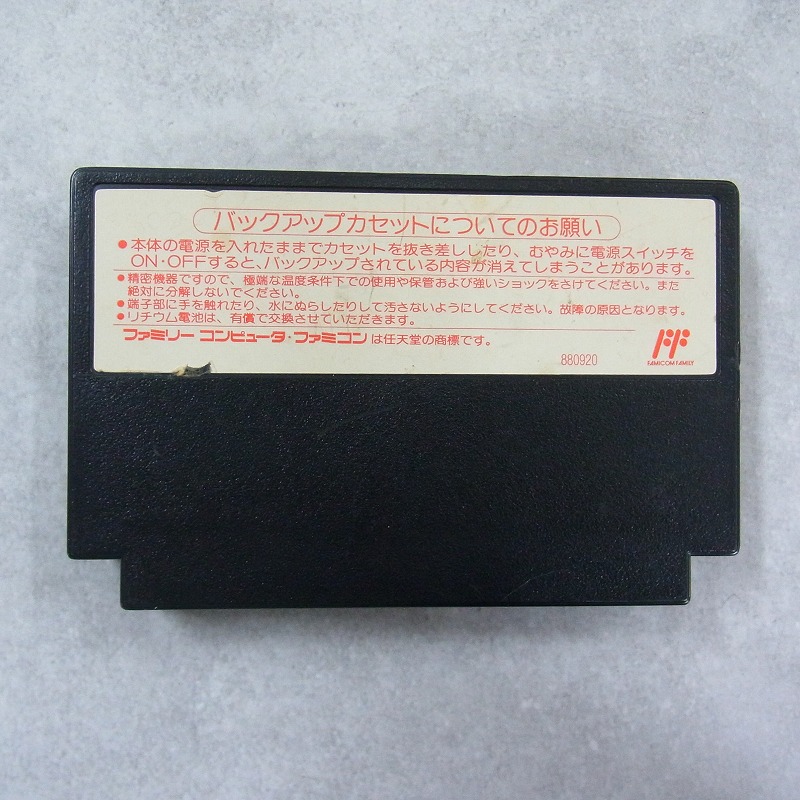 バックアップカセットについてのお願い
●本体の電源を入れたままでカセットを抜き差ししたり、むやみに電源スイッチを
ON・OFFすると、バックアップされている内容が消えてしまうことがあります。
●精密機器ですので、極端な温度条件下での使用や保管および強いショックをさけてください。また
絶対に分解しないでください。
●端子部に手を触れたり、水にぬらしたりして汚さないようにしてください。故障の原因となります。
●リチウム電池は、有償で交換させていただきます。
ファミリー コンピュータ・ファミコン は任天堂の商標です。
880920
FAMICOM FAMILY